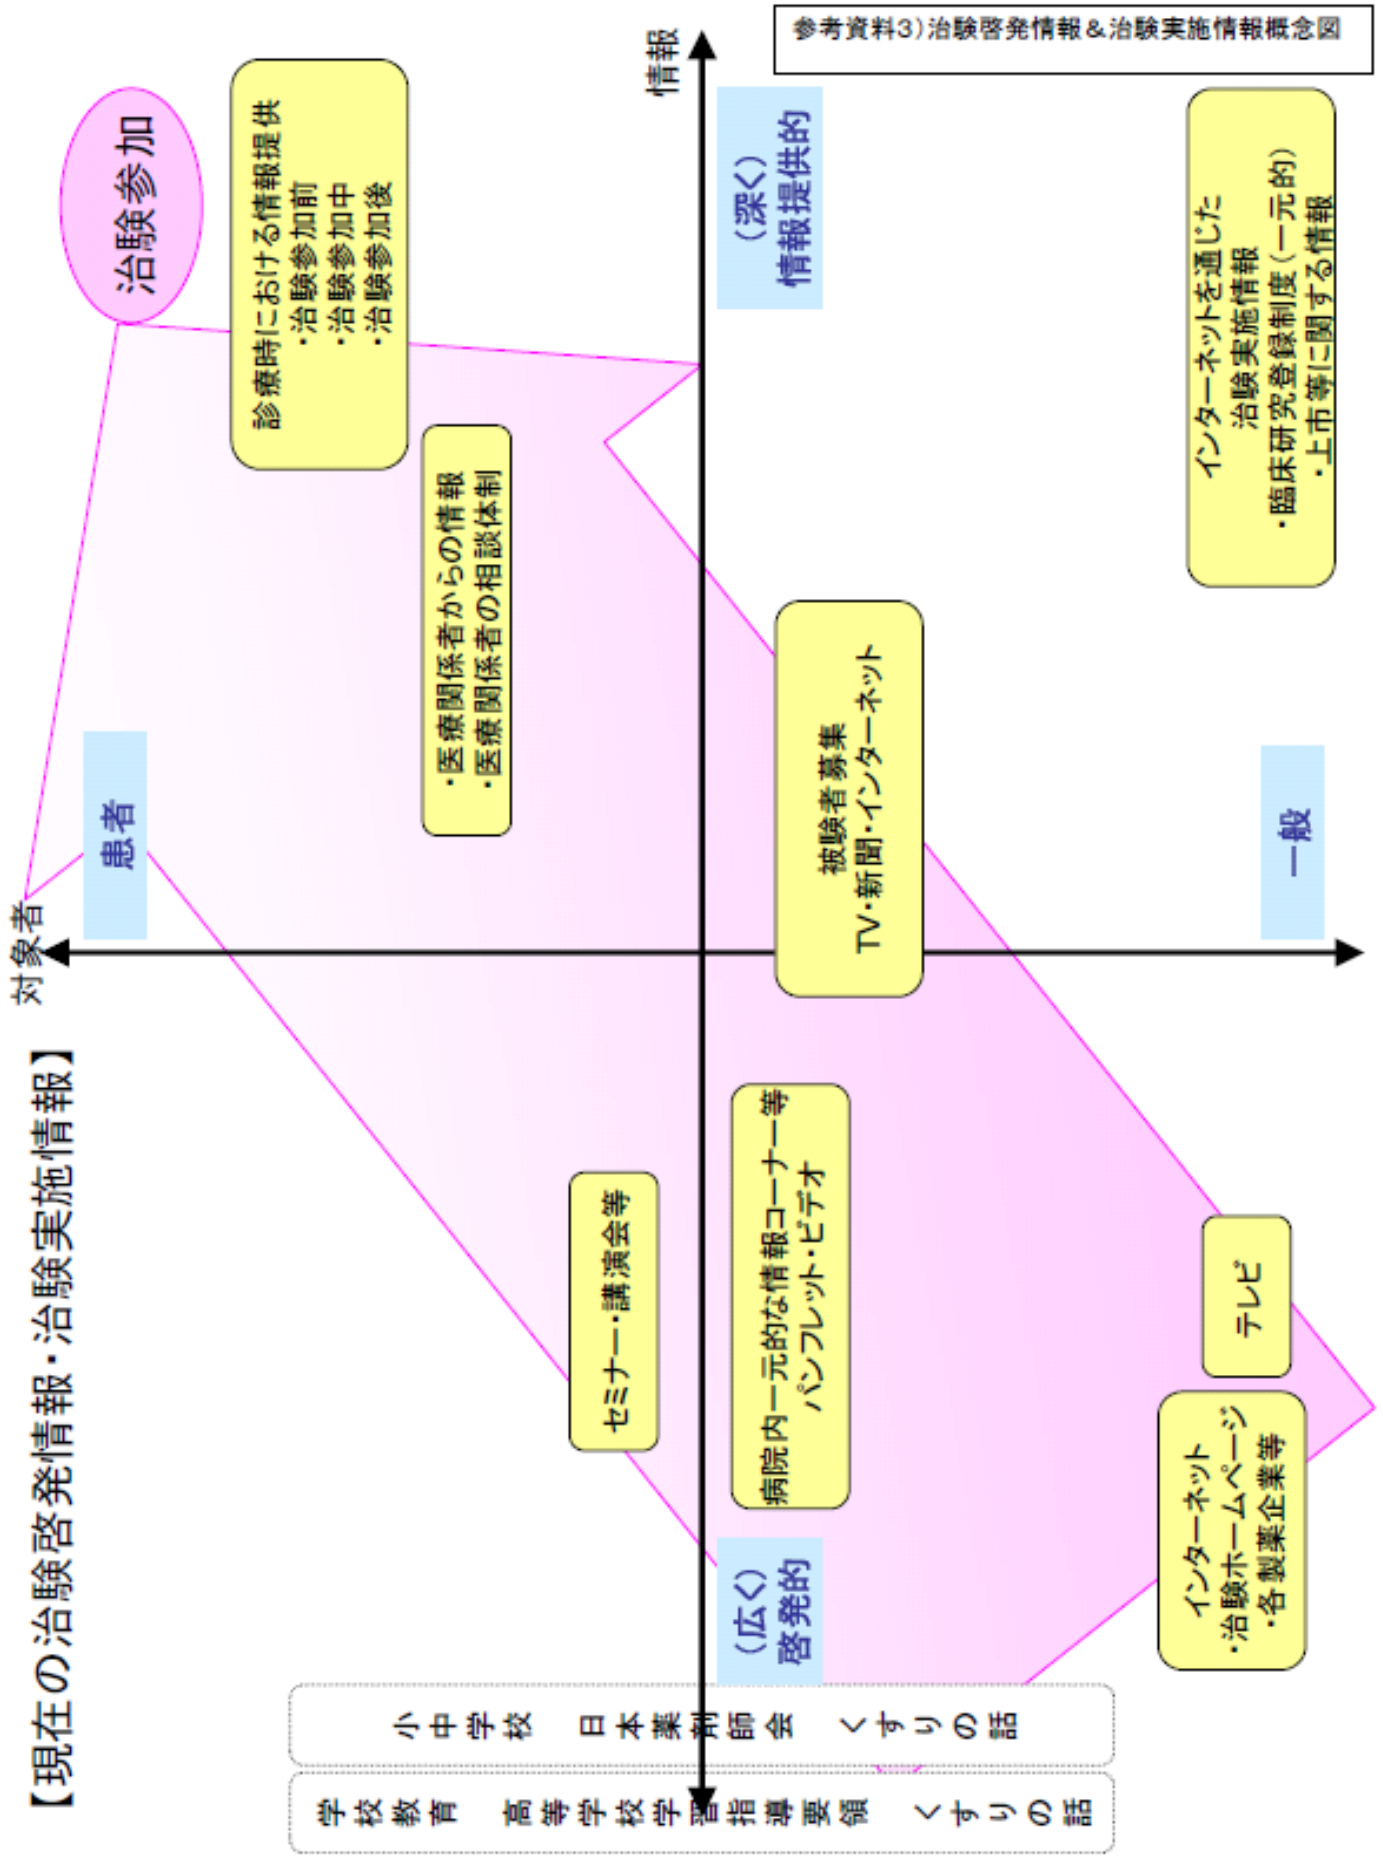 参考資料3)治験啓発情報&治験実施情報概念図
【現在の治験啓発情報・治験実施情報】
対象者
患者
治験参加
診療時における情報提供
・治験参加前
・治験参加中
・治験参加後
・医療関係者からの情報
・医療関係者の相談体制
セミナー・講演会等
情報
(広く)
啓発的
(深く)
情報提供的
病院内一元的な情報コーナー等
パンフレット・ビデオ
被験者募集
TV・新聞・インターネット
インターネット
・治験ホームページ
・各製薬企業等
テレビ
一般
インターネットを通じた
治験実施情報
・臨床研究登録制度(一元的)
・上市等に関する情報
学校教育 高等学校学習指導要領 くすりの話
小中学校 日本薬剤師会 くすりの話